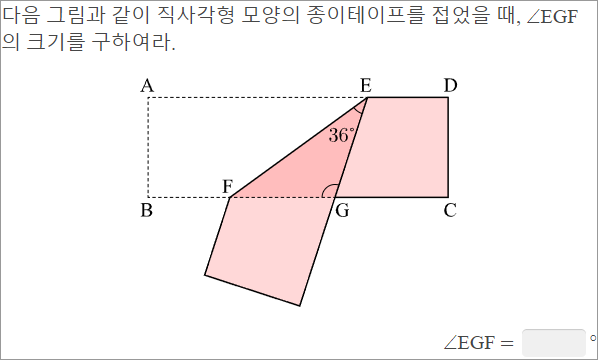 다음 그림과 같이 직사각형 모양의 종이테이프를 접었을 때, ∠EGF
의 크기를 구하여라.
A E D
36°
F
B G C
∠EGF = °